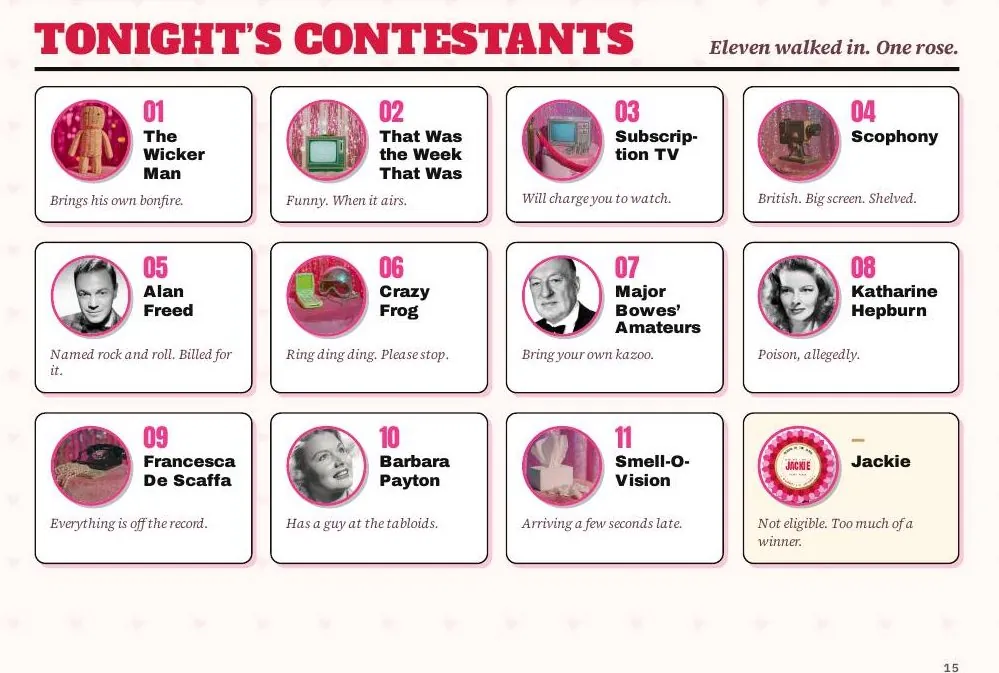 TONIGHT'S CONTESTANTS
Eleven walked in. One rose.
01
The
Wicker
Man
Brings his own bonfire.
02
That Was
the Week
That Was
Funny. When it airs.
03
Subscrip-
tion TV
Will charge you to watch.
04
Scophony
British. Big screen. Shelved.
05
Alan
Freed
Named rock and roll. Billed for
it.
06
Crazy
Frog
Ring ding ding. Please stop.
07
Major
Bowes'
Amateurs
Bring your own kazoo.
08
Katharine
Hepburn
Poison, allegedly.
09
Francesca
De Scaffa
Everything is off the record.
10
Barbara
Payton
Has a guy at the tabloids.
11
Smell-O-
Vision
Arriving a few seconds late.
JACKIE
–
Jackie
Not eligible. Too much of a
winner.
15